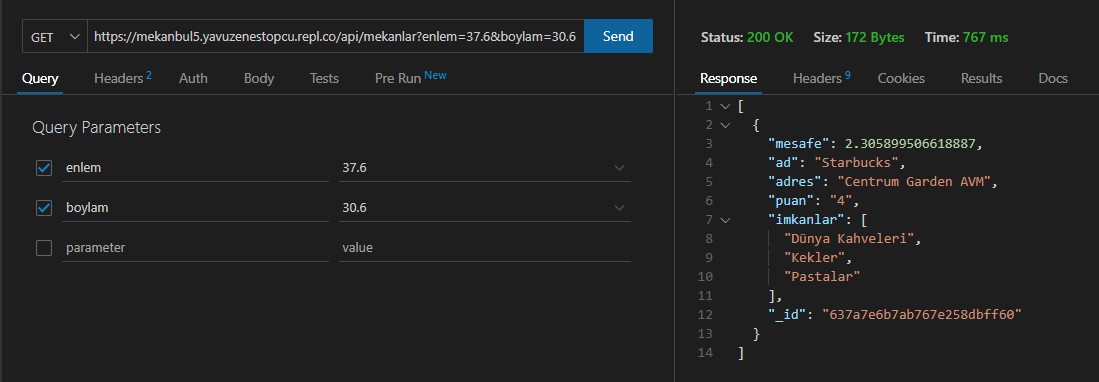 GET https://mekanbul5.yavuzenestopcu.repl.co/api/mekanlar?enlem=37.6&boylam=30.6 Send
Query Headers 2 Auth Body Tests Pre Run New
Query Parameters
enlem 37.6
boylam 30.6
parameter value
Status: 200 OK Size: 172 Bytes Time: 767 ms
Response Headers 9 Cookies Results Docs
1 [
2 {
3 "mesafe": 2.305899506618887,
4 "ad": "Starbucks",
5 "adres": "Centrum Garden AVM",
6 "puan": "4",
7 "imkanlar": [
8 "Dünya Kahveleri",
9 "Kekler",
10 "Pastalar"
11 ],
12 "_id": "637a7e6b7ab767e258dbff60"
13 }
14 ]